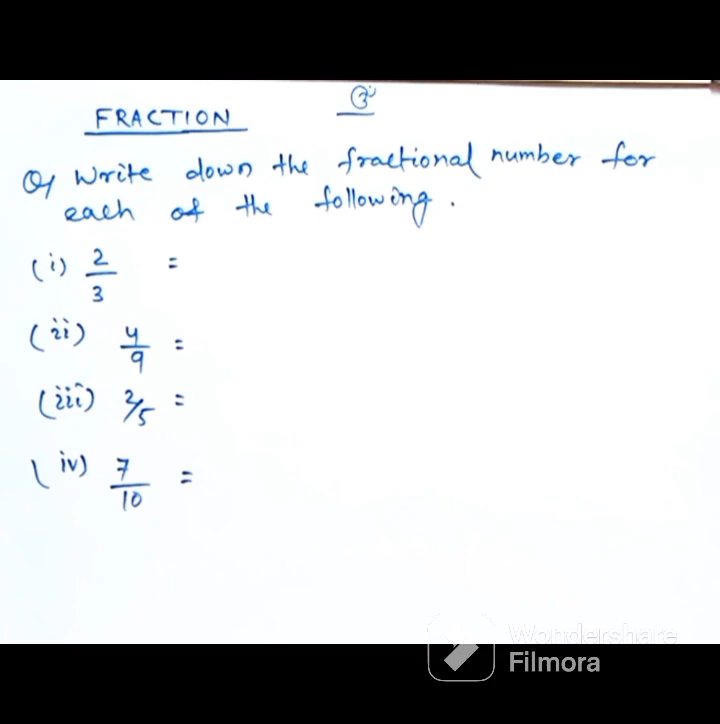 FRACTION
Q) Write down the fractional number for
each of the following .
(i) 2/3 =
(ii) 4/9 =
(iii) 2/5 =
(iv) 7/10 =
Wondershare
Filmora